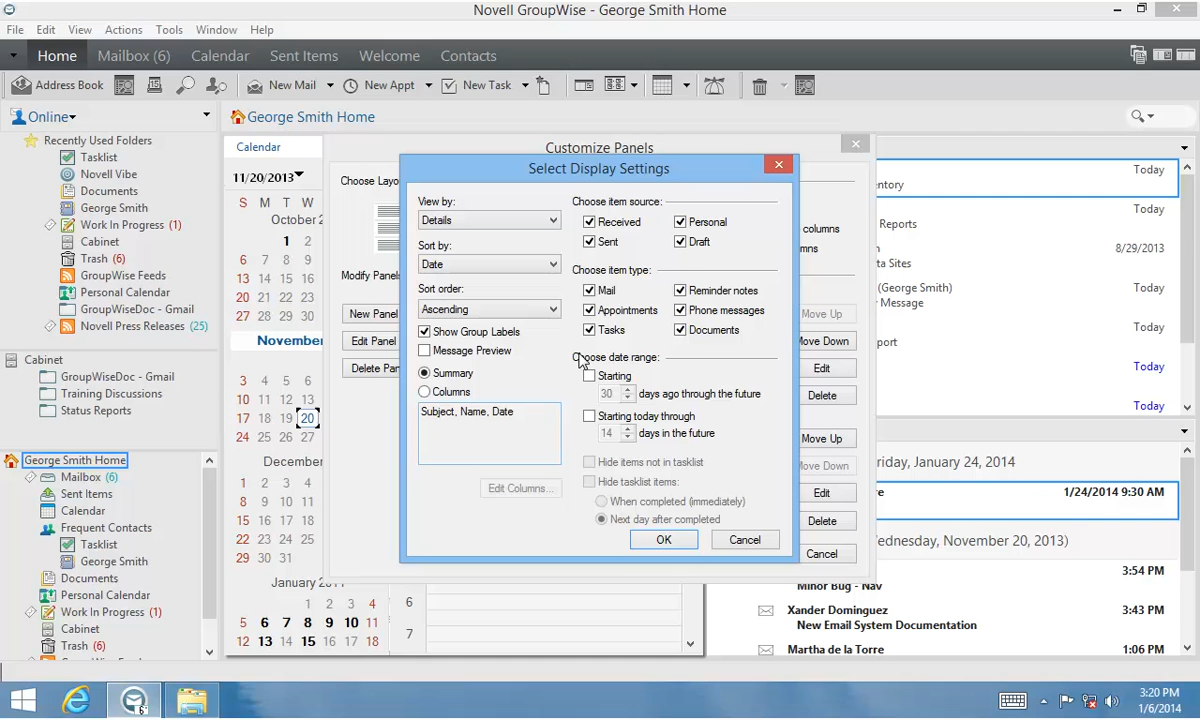 Novell GroupWise - George Smith Home
File Edit View Actions Tools Window Help
Home Mailbox (6) Calendar Sent Items Welcome Contacts
Address Book New Mail New Appt New Task
Online
George Smith Home
Recently Used Folders
Tasklist
Novell Vibe
Documents
George Smith
Work In Progress (1)
Cabinet
Trash (6)
GroupWise Feeds
Personal Calendar
GroupWiseDoc - Gmail
Novell Press Releases (25)
Cabinet
GroupWiseDoc - Gmail
Training Discussions
Status Reports
George Smith Home
Mailbox (6)
Sent Items
Calendar
Frequent Contacts
Tasklist
George Smith
Documents
Personal Calendar
Work In Progress (1)
Cabinet
Trash (6)
Calendar
11/20/2013
S M T W
October 2
1 2
6 7 8 9
13 14 15 16
20 21 22 23
27 28 29 30
November
3 4 5 6
10 11 12 13
17 18 19 20
24 25 26 27
December
1 2 3 4
8 9 10 11
15 16 17 18
22 23 24 25
29 30 31
January 2014
1 2 3 4
5 6 7 8 9 10 11
12 13 14 15 16 17 18
6
7
Customize Panels
Choose Layo
Modify Panels
New Panel
Edit Panel
Delete Pan
columns
mns
Move Up
Move Down
Edit
Delete
Move Up
Move Down
Edit
Delete
Cancel
Select Display Settings
View by:
Details
Sort by:
Date
Sort order:
Ascending
Show Group Labels
Message Preview
Summary
Columns
Subject, Name, Date
Edit Columns...
Choose item source:
Received Personal
Sent Draft
Choose item type:
Mail Reminder notes
Appointments Phone messages
Tasks Documents
Choose date range:
Starting
30 days ago through the future
Starting today through
14 days in the future
Hide items not in tasklist
Hide tasklist items:
When completed (immediately)
Next day after completed
OK Cancel
Today
entory
Today
Reports
8/29/2013
ta Sites
Today
(George Smith)
Message
Today
port
Today
Today
riday, January 24, 2014
re 1/24/2014 9:30 AM
ednesday, November 20, 2013)
3:54 PM
Minor Bug - Nav
Xander Dominguez 3:43 PM
New Email System Documentation
Martha de la Torre 1:06 PM
6
3:20 PM
1/6/2014